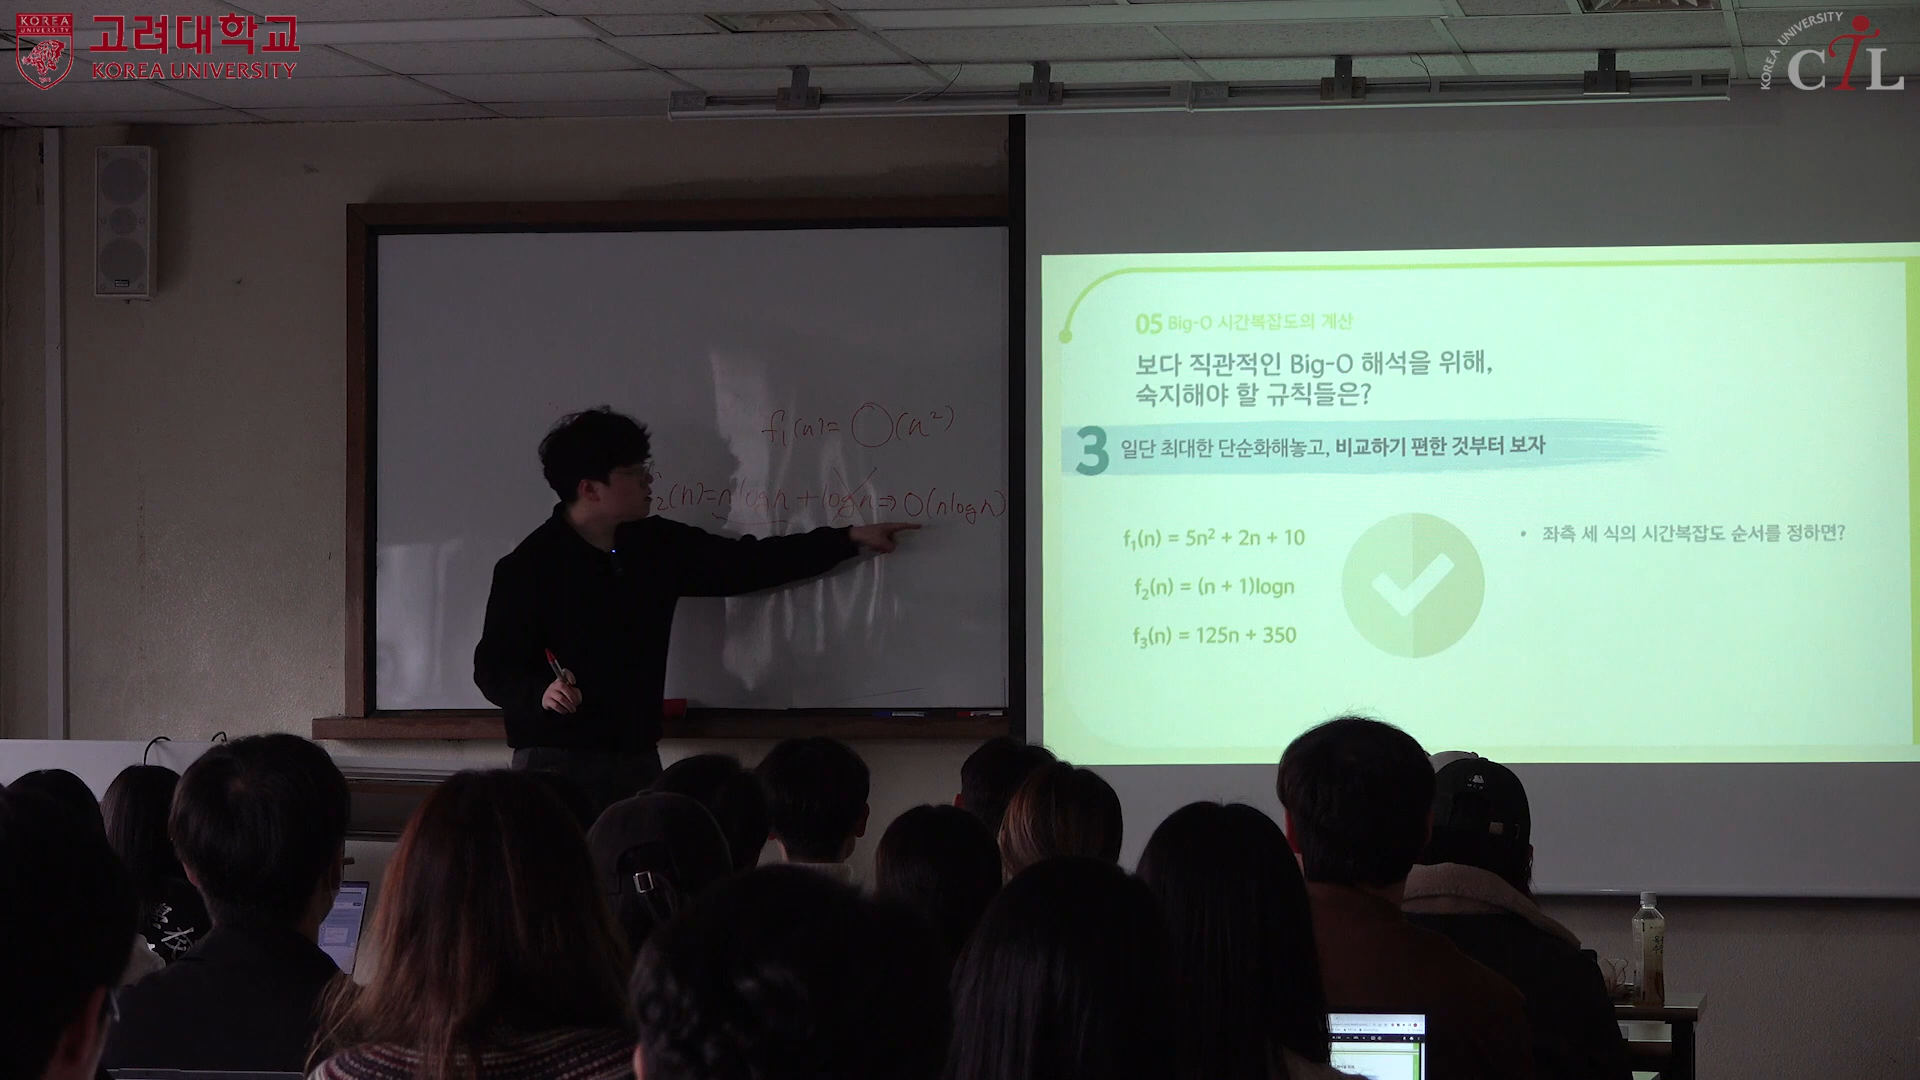 KOREA
UNIVERSITY
고려대학교
KOREA UNIVERSITY
KOREA UNIVERSITY
CTL
f₁(n) = O(n²)
₂(n) = nlogn + logn ⇒ O(nlogn)
05 Big-O 시간복잡도의 계산
보다 직관적인 Big-O 해석을 위해,
숙지해야 할 규칙들은?
3 일단 최대한 단순화해놓고, 비교하기 편한 것부터 보자
f₁(n) = 5n² + 2n + 10
f₂(n) = (n + 1)logn
f₃(n) = 125n + 350
• 좌측 세 식의 시간복잡도 순서를 정하면?